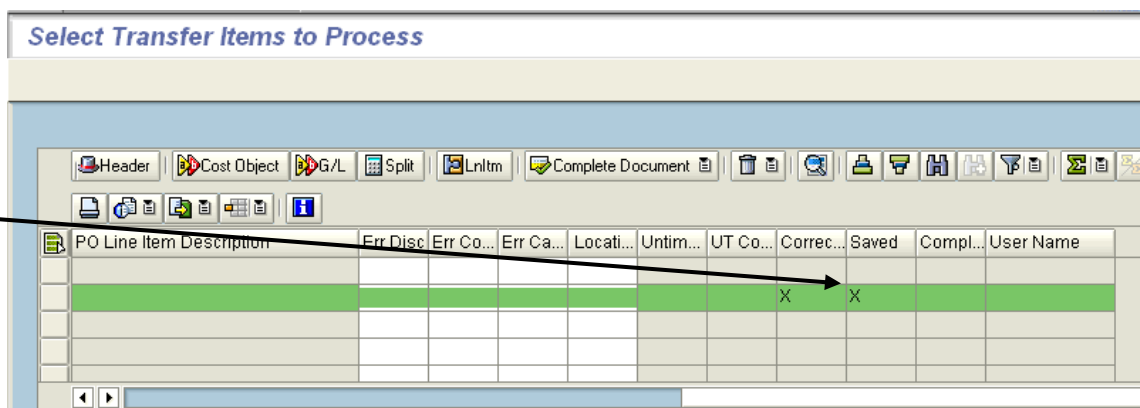 Select Transfer Items to Process
Header Cost Object G/L Split LnItm Complete Document
PO Line Item Description Err Disc Err Co... Err Ca... Locati... Untim... UT Co... Correc... Saved Compl... User Name
X X